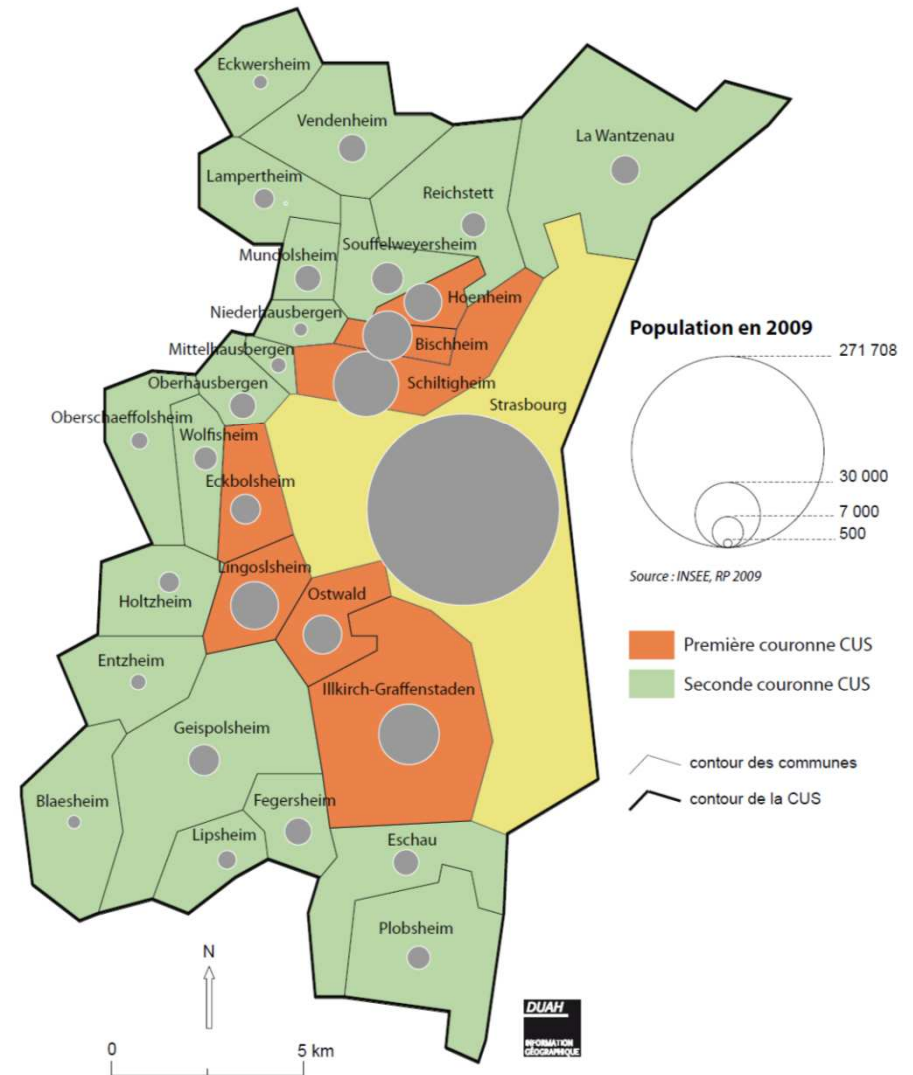 Eckwersheim
Vendenheim
La Wantzenau
Lampertheim
Reichstett
Souffelweyersheim
Mundolsheim
Hoenheim
Niederhausbergen
Bischheim
Mittelhausbergen
Schiltigheim
Oberhausbergen
Strasbourg
Oberschaeffolsheim
Wolfisheim
Eckbolsheim
Lingoslsheim
Ostwald
Holtzheim
Entzheim
Illkirch-Graffenstaden
Geispolsheim
Blaesheim
Fegersheim
Lipsheim
Eschau
Plobsheim
Population en 2009
271 708
30 000
7 000
500
Source : INSEE, RP 2009
Première couronne CUS
Seconde couronne CUS
contour des communes
contour de la CUS
N
0 5 km
DUAH
INFORMATION
GÉOGRAPHIQUE